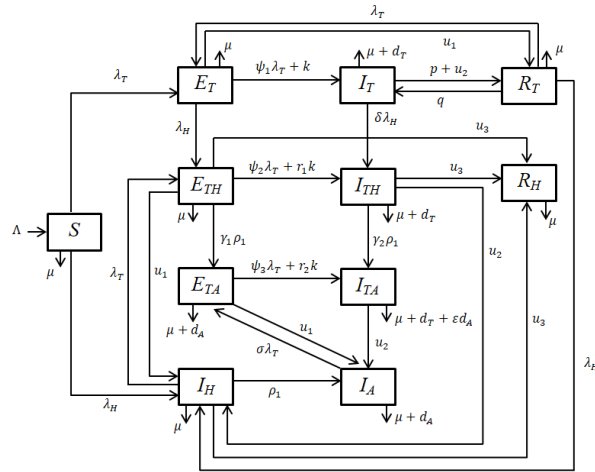 λ_T
μ
u_1
μ + d_T
μ
E_T
ψ_1λ_T + k
I_T
p + u_2
R_T
q
λ_T
λ_H
δλ_H
u_3
E_TH
ψ_2λ_T + r_1k
I_TH
u_3
R_H
μ
μ + d_T
μ
Λ
S
γ_1ρ_1
γ_2ρ_1
u_2
μ
λ_T
u_1
E_TA
ψ_3λ_T + r_2k
I_TA
u_3
μ + d_A
μ + d_T + εd_A
u_1
σλ_T
u_2
λ_H
I_H
ρ_1
I_A
μ
μ + d_A